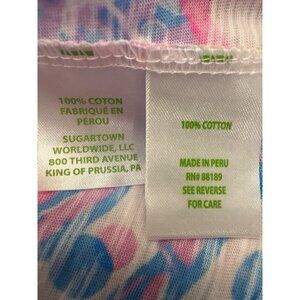 100% COTON
FABRIQUÉ EN
PÉROU
SUGARTOWN
WORLDWIDE, LLC
800 THIRD AVENUE
KING OF PRUSSIA, PA
100% COTTON
MADE IN PERU
RN# 88189
SEE REVERSE
FOR CARE